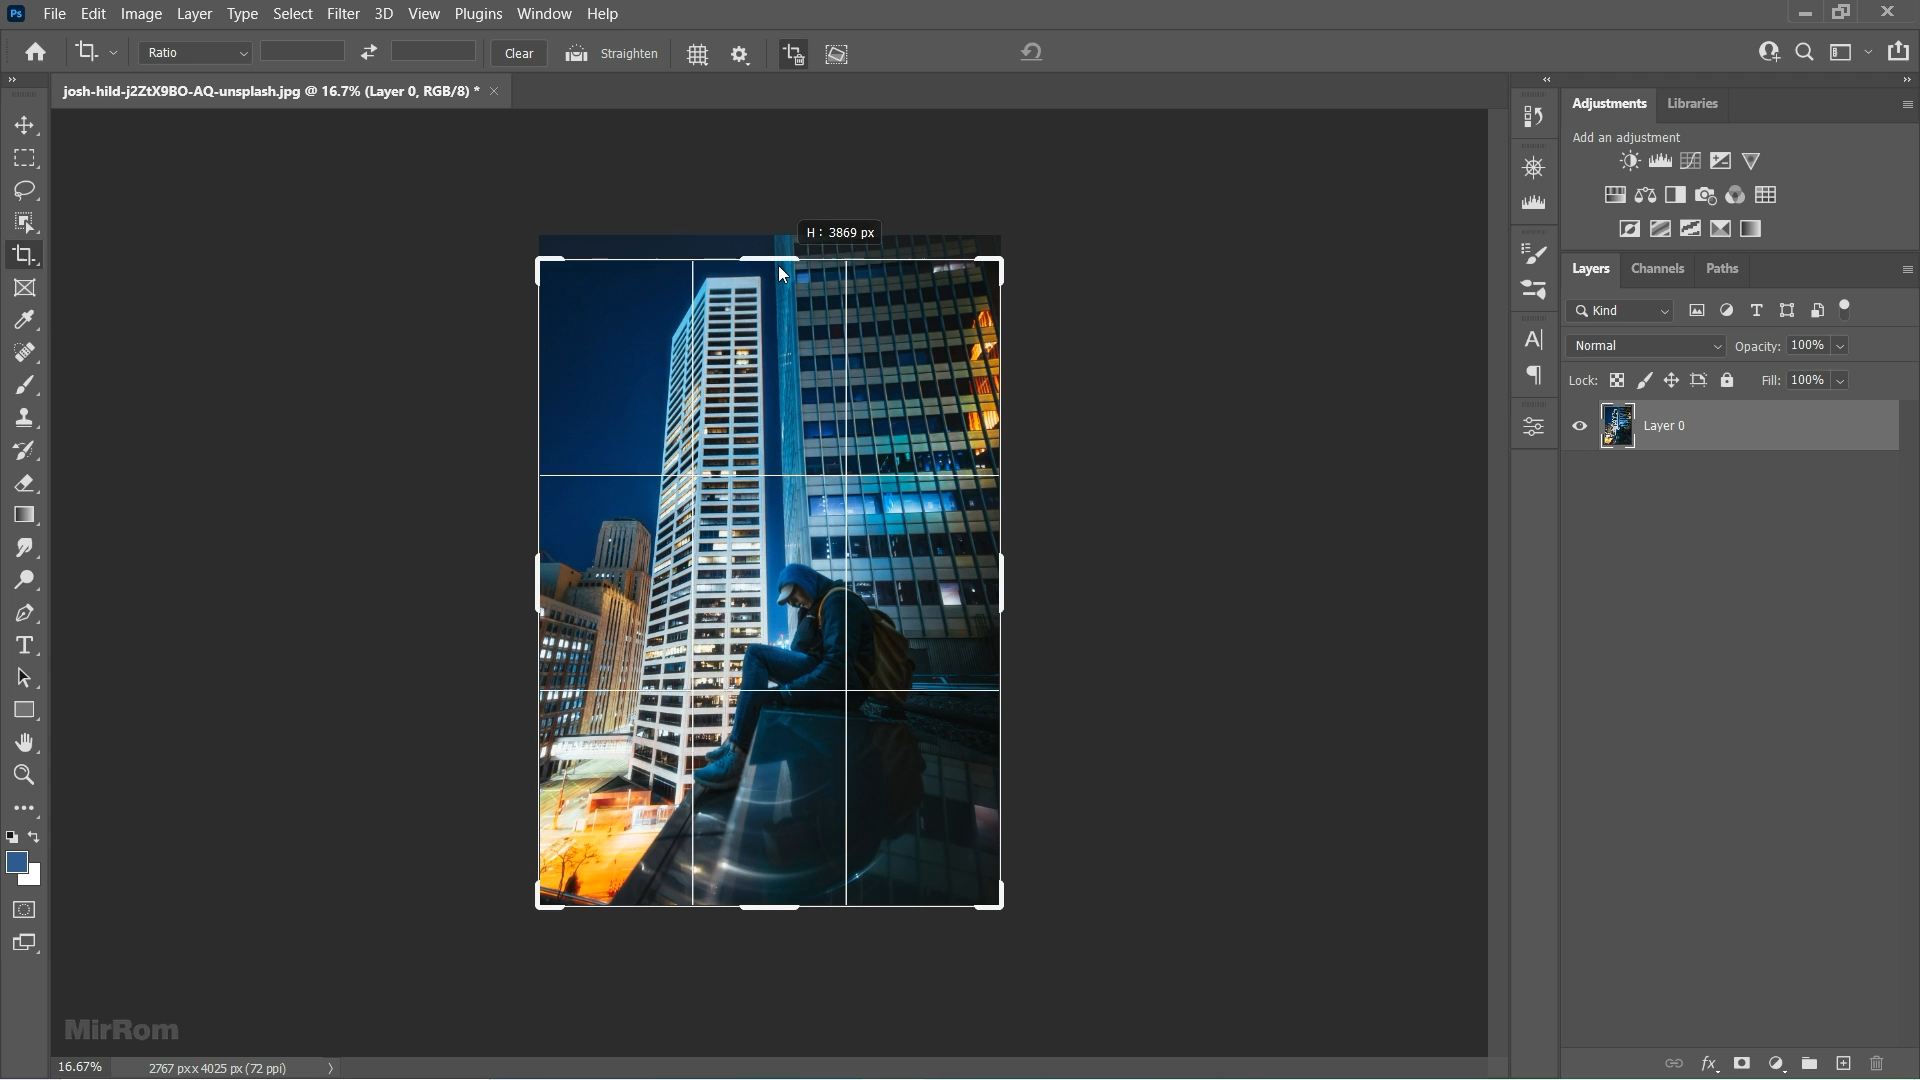 Ps File Edit Image Layer Type Select Filter 3D View Plugins Window Help
Ratio Clear Straighten
josh-hild-j2ZtX9BO-AQ-unsplash.jpg @ 16.7% (Layer 0, RGB/8) *
Adjustments Libraries
Add an adjustment
H : 3869 px
Layers Channels Paths
Kind
Normal Opacity: 100%
Lock: Fill: 100%
Layer 0
MirRom
16.67% 2767 px x 4025 px (72 ppi)